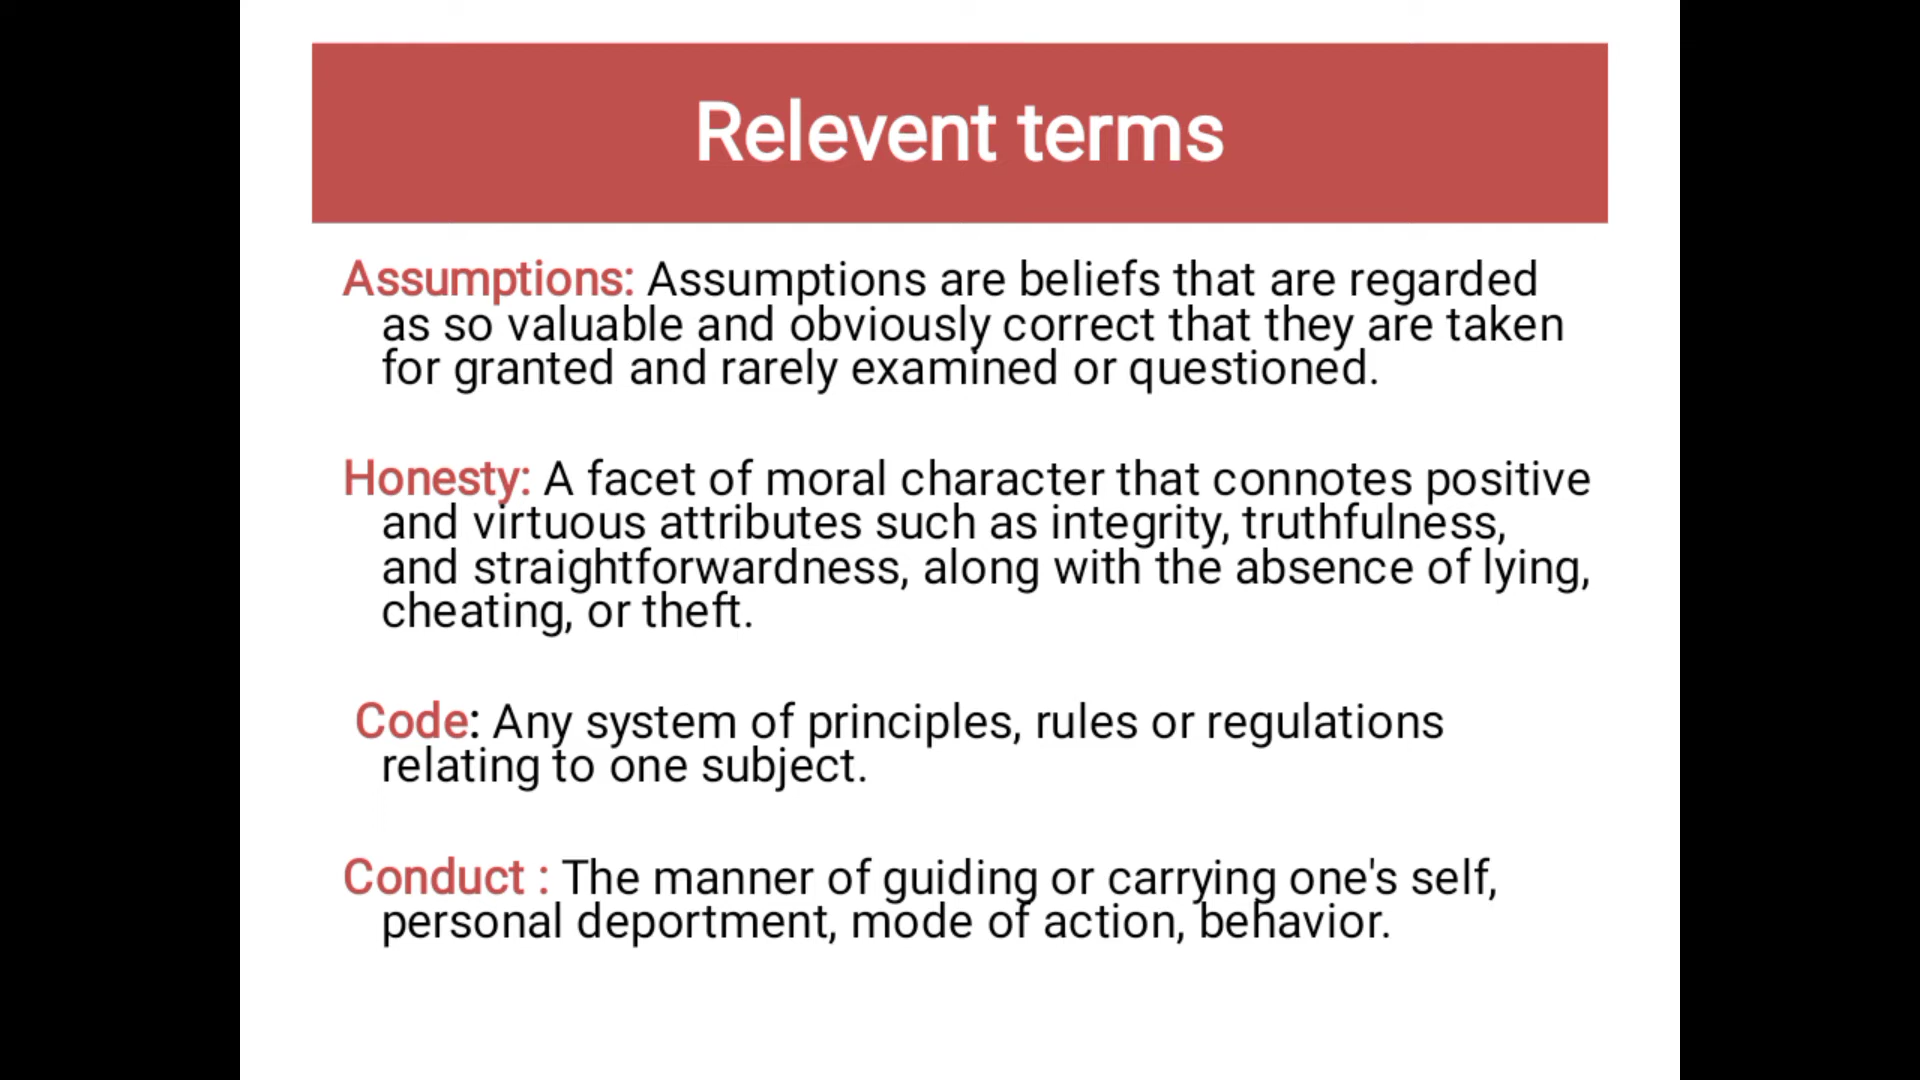 Relevent terms
Assumptions: Assumptions are beliefs that are regarded
as so valuable and obviously correct that they are taken
for granted and rarely examined or questioned.
Honesty: A facet of moral character that connotes positive
and virtuous attributes such as integrity, truthfulness,
and straightforwardness, along with the absence of lying,
cheating, or theft.
Code: Any system of principles, rules or regulations
relating to one subject.
Conduct : The manner of guiding or carrying one's self,
personal deportment, mode of action, behavior.